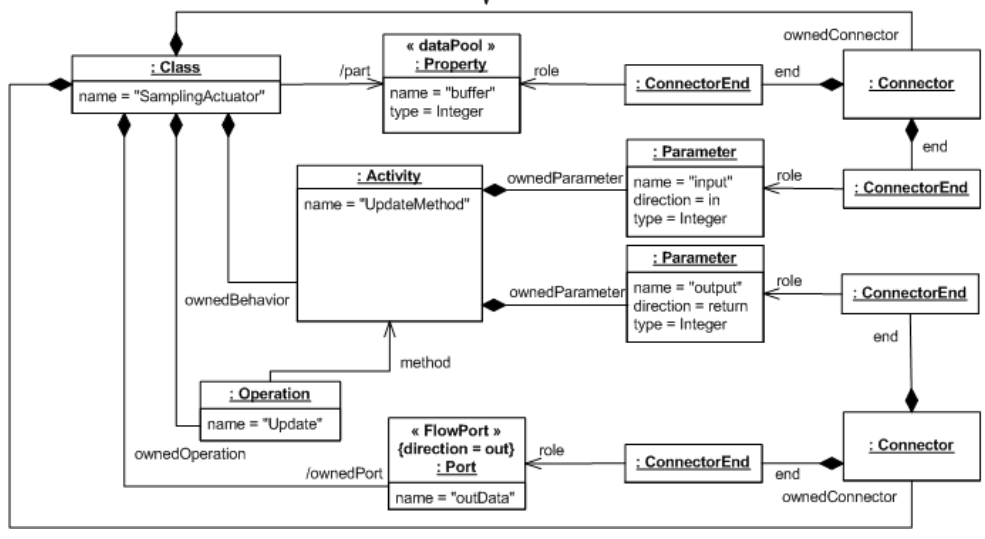 ownedConnector
: Class
name = "SamplingActuator"
/part
« dataPool »
: Property
name = "buffer"
type = Integer
role
: ConnectorEnd
end
: Connector
end
: Activity
name = "UpdateMethod"
ownedParameter
: Parameter
name = "input"
direction = in
type = Integer
role
: ConnectorEnd
ownedBehavior
ownedParameter
: Parameter
name = "output"
direction = return
type = Integer
role
: ConnectorEnd
end
method
: Operation
name = "Update"
ownedOperation
/ownedPort
« FlowPort »
{direction = out}
: Port
name = "outData"
role
: ConnectorEnd
end
: Connector
ownedConnector